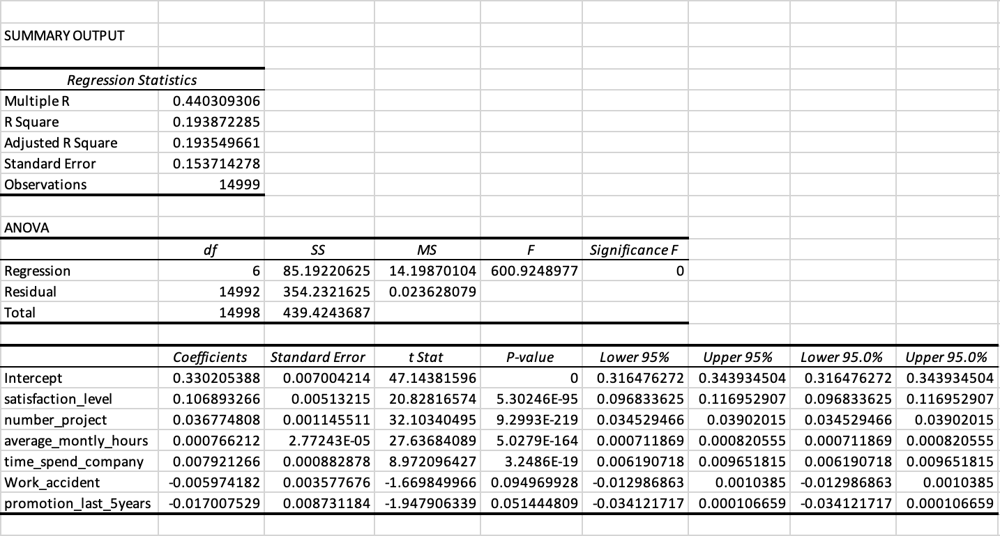 SUMMARY OUTPUT
Regression Statistics
Multiple R 0.440309306
R Square 0.193872285
Adjusted R Square 0.193549661
Standard Error 0.153714278
Observations 14999
ANOVA
df SS MS F Significance F
Regression 6 85.19220625 14.19870104 600.9248977 0
Residual 14992 354.2321625 0.023628079
Total 14998 439.4243687
Coefficients Standard Error t Stat P-value Lower 95% Upper 95% Lower 95.0% Upper 95.0%
Intercept 0.330205388 0.007004214 47.14381596 0 0.316476272 0.343934504 0.316476272 0.343934504
satisfaction_level 0.106893266 0.00513215 20.82816574 5.30246E-95 0.096833625 0.116952907 0.096833625 0.116952907
number_project 0.036774808 0.001145511 32.10340495 9.2993E-219 0.034529466 0.03902015 0.034529466 0.03902015
average_montly_hours 0.000766212 2.77243E-05 27.63684089 5.0279E-164 0.000711869 0.000820555 0.000711869 0.000820555
time_spend_company 0.007921266 0.000882878 8.972096427 3.2486E-19 0.006190718 0.009651815 0.006190718 0.009651815
Work_accident -0.005974182 0.003577676 -1.669849966 0.094969928 -0.012986863 0.0010385 -0.012986863 0.0010385
promotion_last_5years -0.017007529 0.008731184 -1.947906339 0.051444809 -0.034121717 0.000106659 -0.034121717 0.000106659